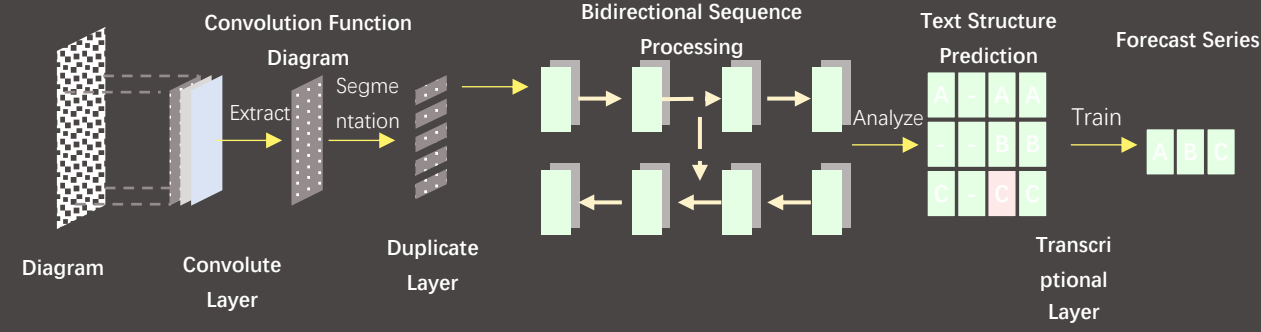 Convolution Function
Diagram
Bidirectional Sequence
Processing
Text Structure
Prediction
Forecast Series
Extract
Segme
ntation
Analyze
Train
A - A A
- - B B
C - C C
A B C
Diagram
Convolute
Layer
Duplicate
Layer
Transcri
ptional
Layer